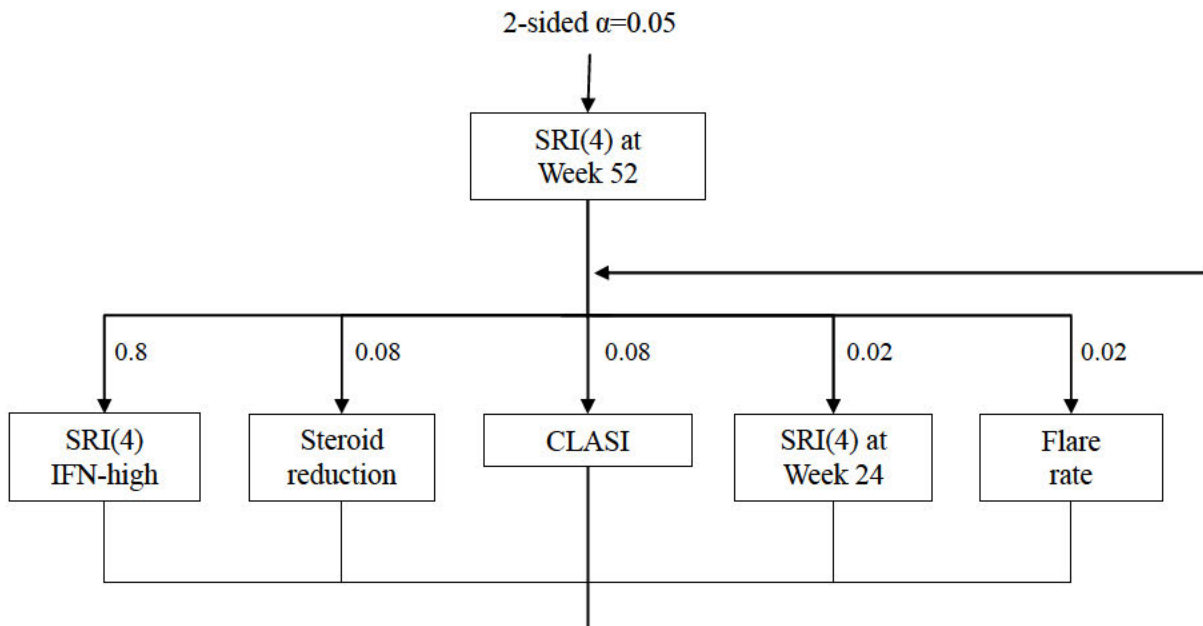 2-sided α=0.05
SRI(4) at
Week 52
0.8
0.08
0.08
0.02
0.02
SRI(4)
IFN-high
Steroid
reduction
CLASI
SRI(4) at
Week 24
Flare
rate